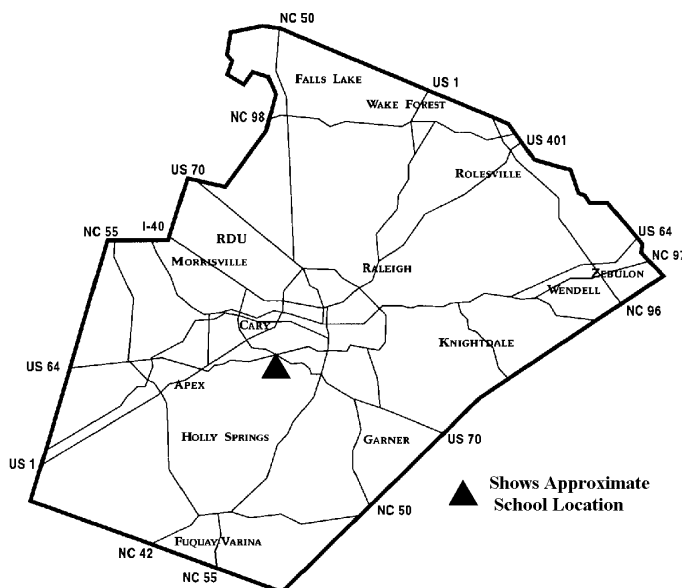 NC 50
FALLS LAKE
US 1
WAKE FOREST
NC 98
US 401
US 70
ROLESVILLE
NC 55
I-40
RDU
US 64
MORRISVILLE
RALEIGH
NC 97
ZEBULON
WENDELL
NC 96
CARY
KNIGHTDALE
US 64
APEX
HOLLY SPRINGS
GARNER
US 70
US 1
Shows Approximate
School Location
NC 50
FUQUAY-VARINA
NC 42
NC 55